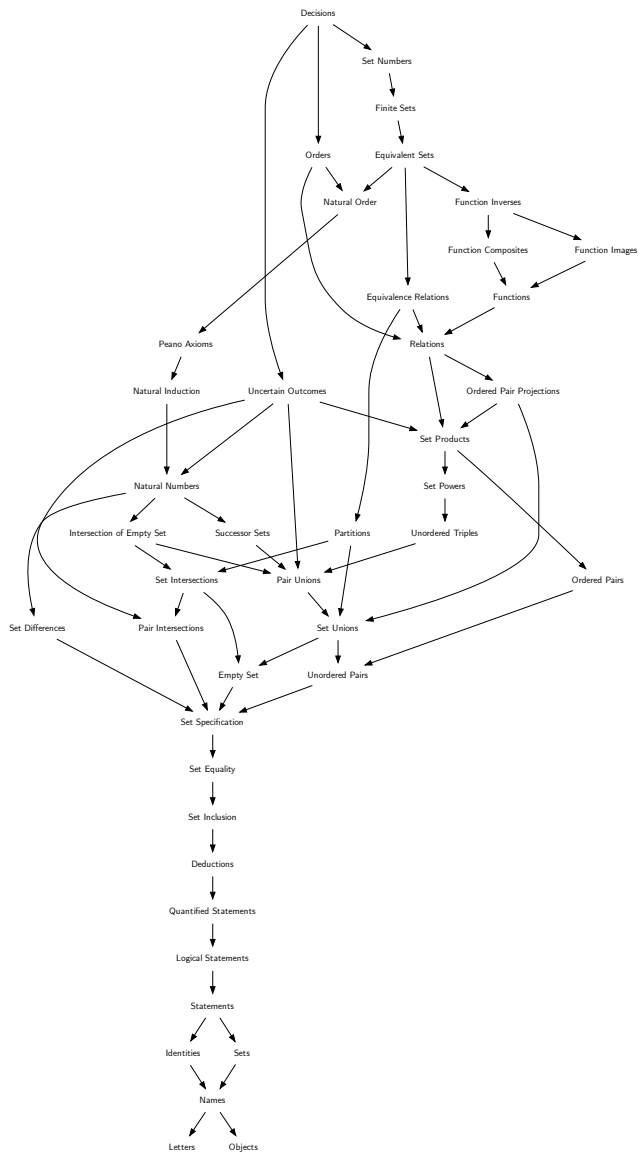 Decisions
Set Numbers
Finite Sets
Orders
Equivalent Sets
Natural Order
Function Inverses
Function Composites
Function Images
Equivalence Relations
Functions
Peano Axioms
Relations
Natural Induction
Uncertain Outcomes
Ordered Pair Projections
Set Products
Natural Numbers
Set Powers
Intersection of Empty Set
Successor Sets
Partitions
Unordered Triples
Set Intersections
Pair Unions
Ordered Pairs
Set Differences
Pair Intersections
Set Unions
Empty Set
Unordered Pairs
Set Specification
Set Equality
Set Inclusion
Deductions
Quantified Statements
Logical Statements
Statements
Identities
Sets
Names
Letters
Objects